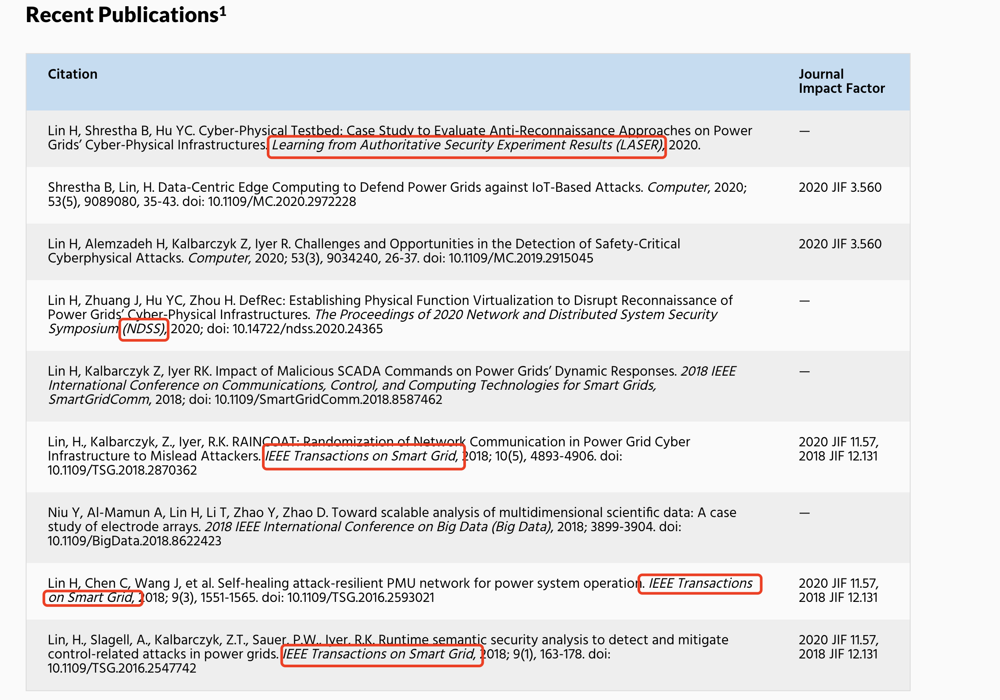 Recent Publications¹
Citation
Journal
Impact Factor
Lin H, Shrestha B, Hu YC. Cyber-Physical Testbed: Case Study to Evaluate Anti-Reconnaissance Approaches on Power
Grids’ Cyber-Physical Infrastructures. Learning from Authoritative Security Experiment Results (LASER), 2020.
—
Shrestha B, Lin, H. Data-Centric Edge Computing to Defend Power Grids against IoT-Based Attacks. Computer, 2020;
53(5), 9089080, 35-43. doi: 10.1109/MC.2020.2972228
2020 JIF 3.560
Lin H, Alemzadeh H, Kalbarczyk Z, Iyer R. Challenges and Opportunities in the Detection of Safety-Critical
Cyberphysical Attacks. Computer, 2020; 53(3), 9034240, 26-37. doi: 10.1109/MC.2019.2915045
2020 JIF 3.560
Lin H, Zhuang J, Hu YC, Zhou H. DefRec: Establishing Physical Function Virtualization to Disrupt Reconnaissance of
Power Grids’ Cyber-Physical Infrastructures. The Proceedings of 2020 Network and Distributed System Security
Symposium (NDSS), 2020; doi: 10.14722/ndss.2020.24365
—
Lin H, Kalbarczyk Z, Iyer RK. Impact of Malicious SCADA Commands on Power Grids’ Dynamic Responses. 2018 IEEE
International Conference on Communications, Control, and Computing Technologies for Smart Grids,
SmartGridComm, 2018; doi: 10.1109/SmartGridComm.2018.8587462
—
Lin, H., Kalbarczyk, Z., Iyer, R.K. RAINCOAT: Randomization of Network Communication in Power Grid Cyber
Infrastructure to Mislead Attackers. IEEE Transactions on Smart Grid, 2018; 10(5), 4893-4906. doi:
10.1109/TSG.2018.2870362
2020 JIF 11.57,
2018 JIF 12.131
Niu Y, Al-Mamun A, Lin H, Li T, Zhao Y, Zhao D. Toward scalable analysis of multidimensional scientific data: A case
study of electrode arrays. 2018 IEEE International Conference on Big Data (Big Data), 2018; 3899-3904. doi:
10.1109/BigData.2018.8622423
—
Lin H, Chen C, Wang J, et al. Self-healing attack-resilient PMU network for power system operation. IEEE Transactions
on Smart Grid, 2018; 9(3), 1551-1565. doi: 10.1109/TSG.2016.2593021
2020 JIF 11.57,
2018 JIF 12.131
Lin, H., Slagell, A., Kalbarczyk, Z.T., Sauer, P.W., Iyer, R.K. Runtime semantic security analysis to detect and mitigate
control-related attacks in power grids. IEEE Transactions on Smart Grid, 2018; 9(1), 163-178. doi:
10.1109/TSG.2016.2547742
2020 JIF 11.57,
2018 JIF 12.131